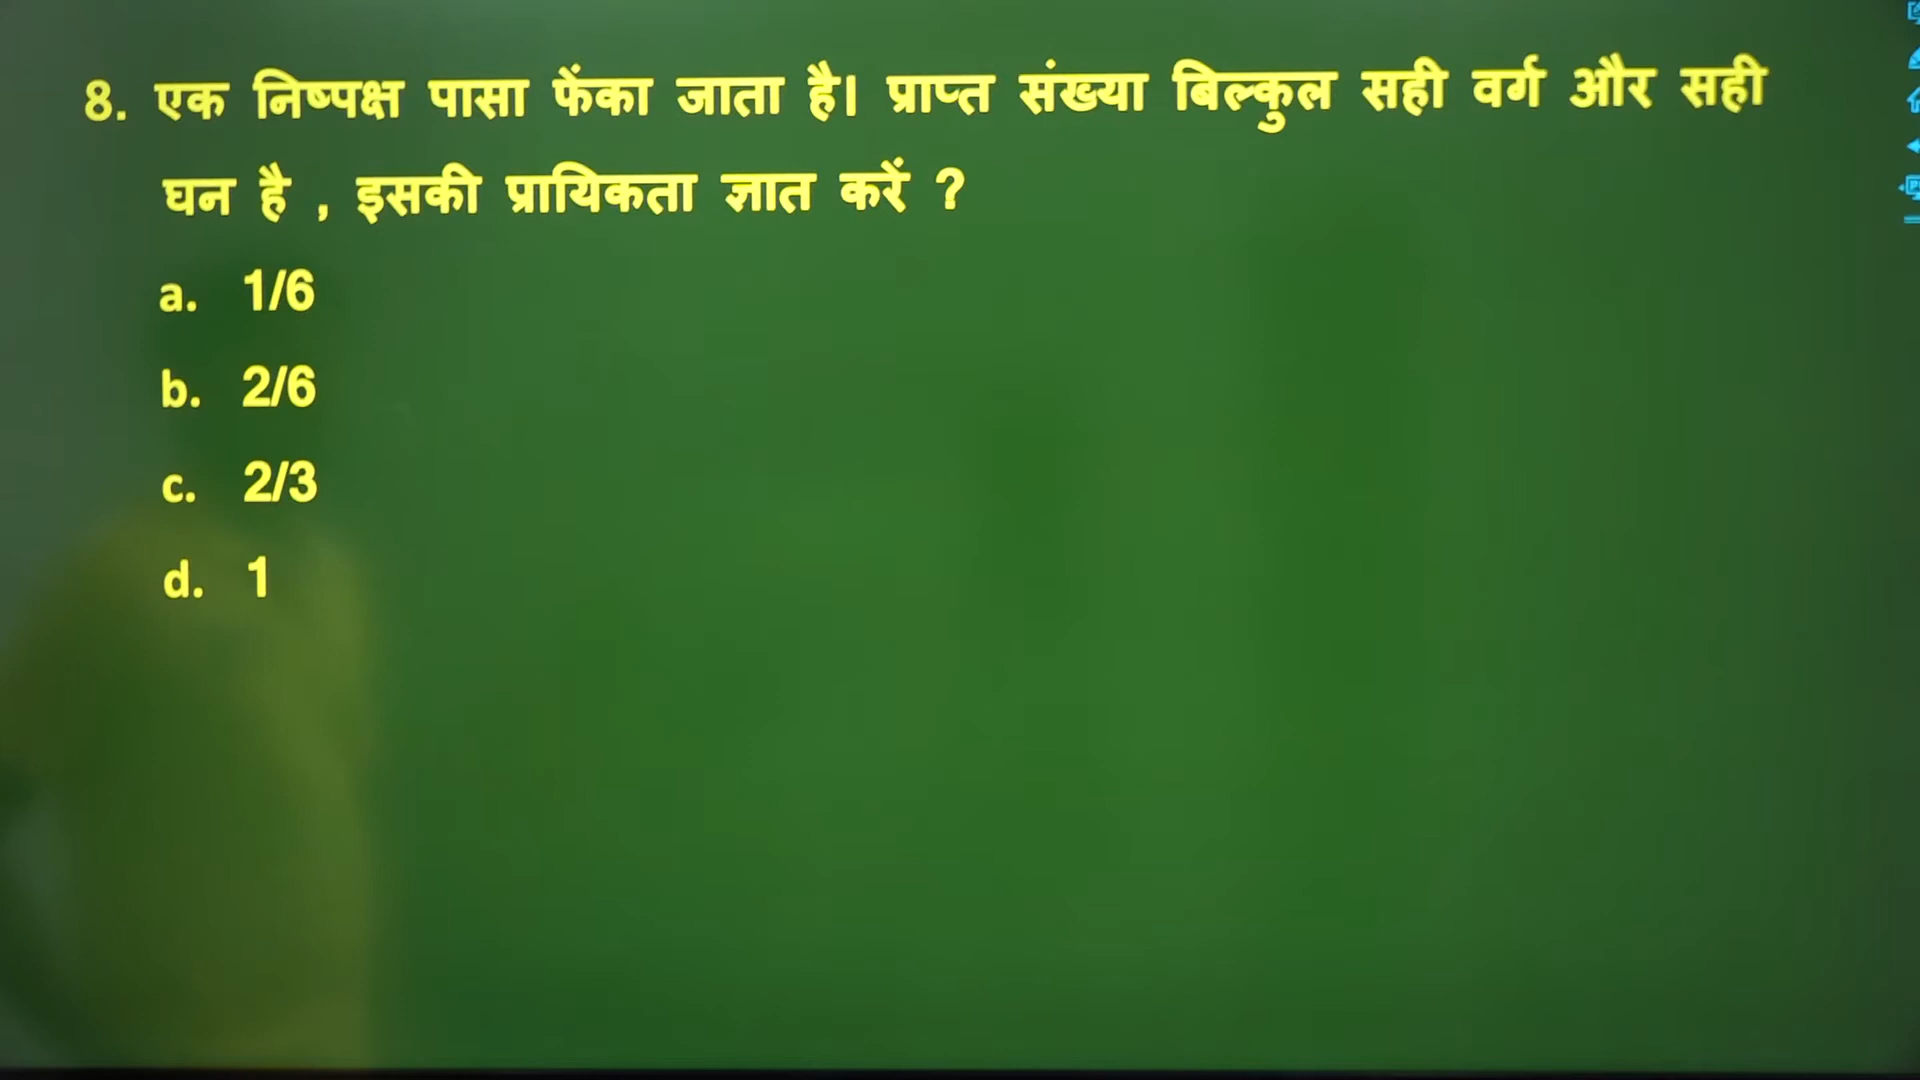 8. एक निष्पक्ष पासा फेंका जाता है। प्राप्त संख्या बिल्कुल सही वर्ग और सही
घन है , इसकी प्रायिकता ज्ञात करें ?
a. 1/6
b. 2/6
c. 2/3
d. 1